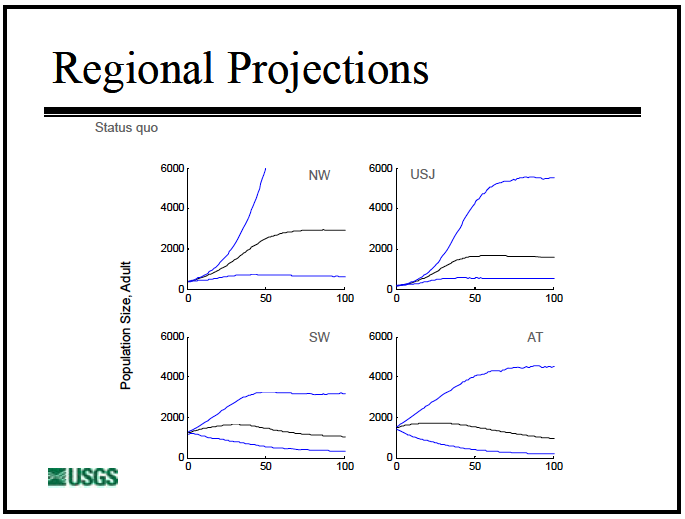 Regional Projections
Status quo
Population Size, Adult
NW
6000
4000
2000
0
0 50 100
USJ
6000
4000
2000
0
0 50 100
SW
6000
4000
2000
0
0 50 100
AT
6000
4000
2000
0
0 50 100
USGS